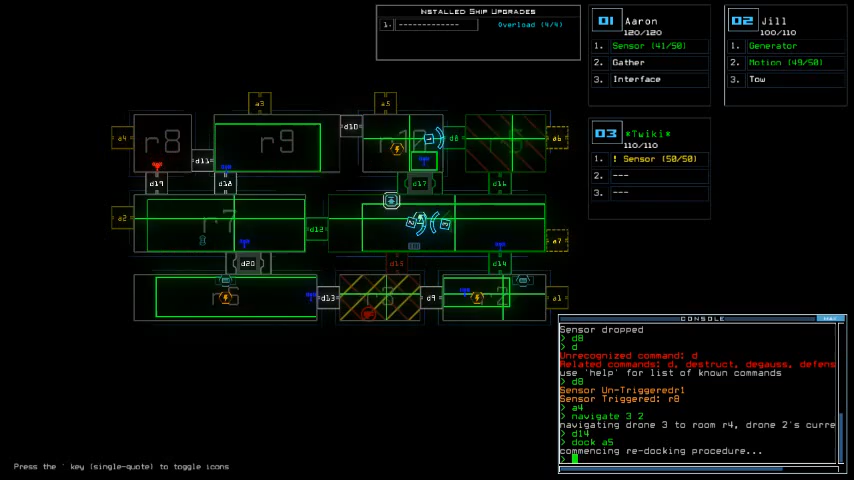 INSTALLED SHIP UPGRADES
1. -------------- Overload (4/4)
01 Aaron
120/120
1. Sensor (41/50)
2. Gather
3. Interface
02 Jill
100/110
1. Generator
2. Motion (49/50)
3. Tow
03 *Twiki*
110/110
1. ! Sensor (50/50)
2. ---
3. ---
a3
a5
a4
r8
d11
r9
d10
d8
a6
d19
d18
d17
d16
a2
r7
d12
a7
d20
d15
d14
d13
d9
a1
CONSOLE
Sensor dropped
> d8
> d
Unrecognized command: d
Related commands: d, destruct, degauss, defens
use 'help' for list of known commands
> d8
Sensor Un-Triggeredr1
Sensor Triggered: r8
> a4
> navigate 3 2
navigating drone 3 to room r4, drone 2's curre
> d14
> dock a5
commencing re-docking procedure...
>
Press the ' key (single-quote) to toggle icons